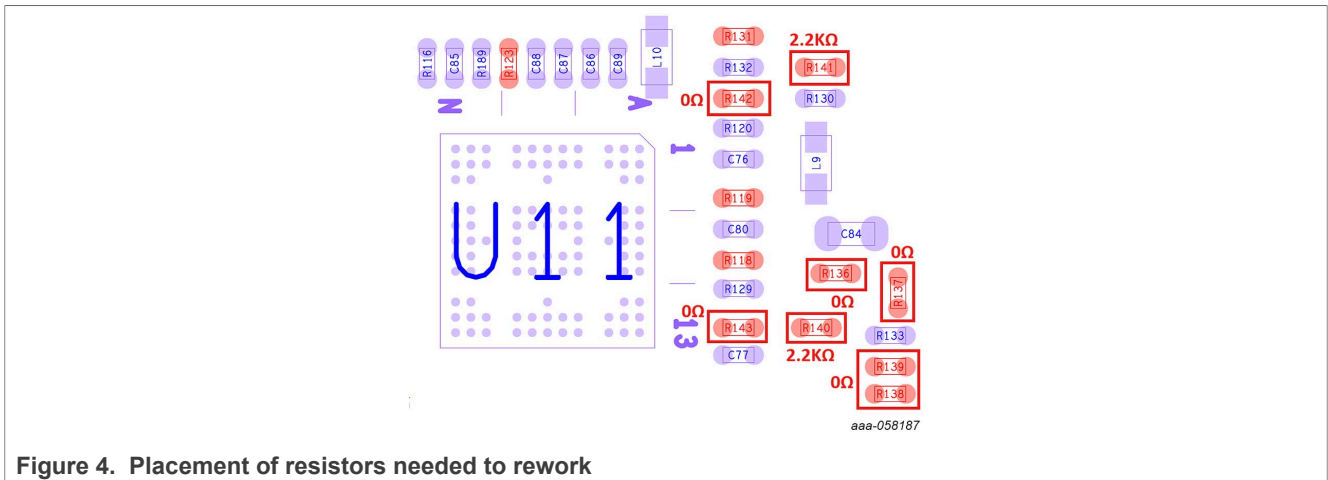 R116 C85 R189 R123 C88 C87 C86 C89 L10
R131
2.2KΩ
R132 R141
0Ω R142 R130
N A
R120
1
C76 L9
R119
U11
C80 C84
0Ω
R118
R136 R137
R129
0Ω 0Ω
R143 R140 R133
13
C77 2.2KΩ
R139
0Ω
R138
aaa-058187
Figure 4. Placement of resistors needed to rework